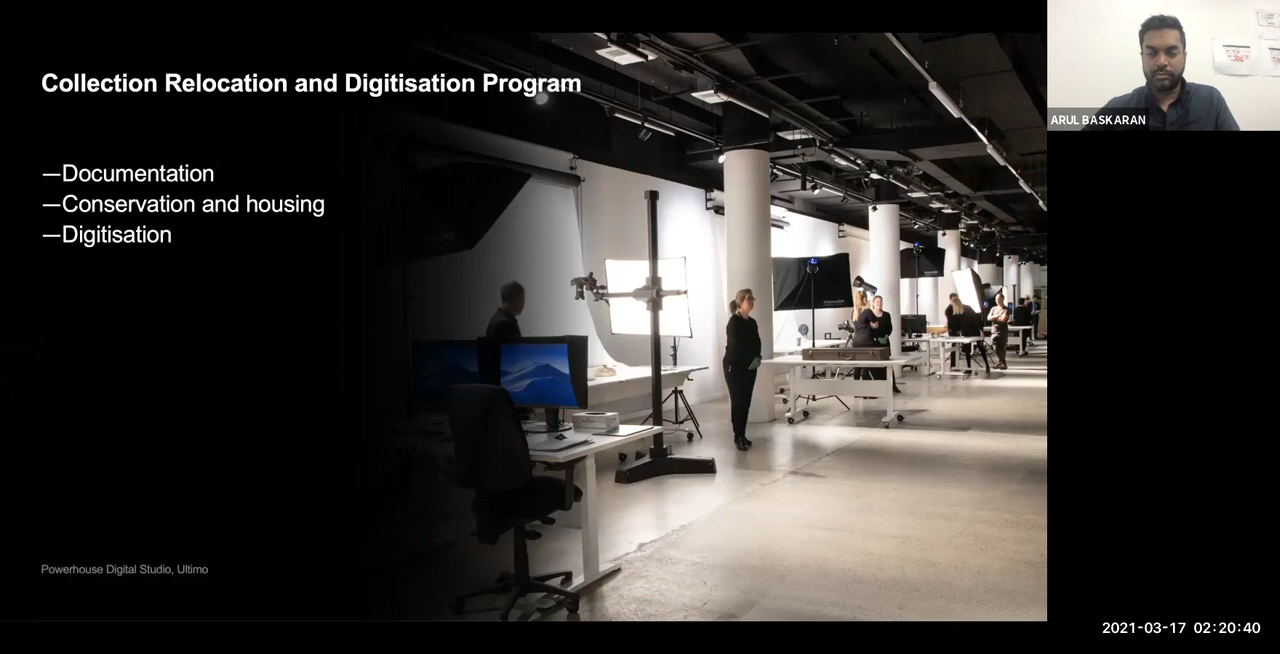 Collection Relocation and Digitisation Program
—Documentation
—Conservation and housing
—Digitisation
Powerhouse Digital Studio, Ultimo
ARUL BASKARAN
2021-03-17 02:20:40